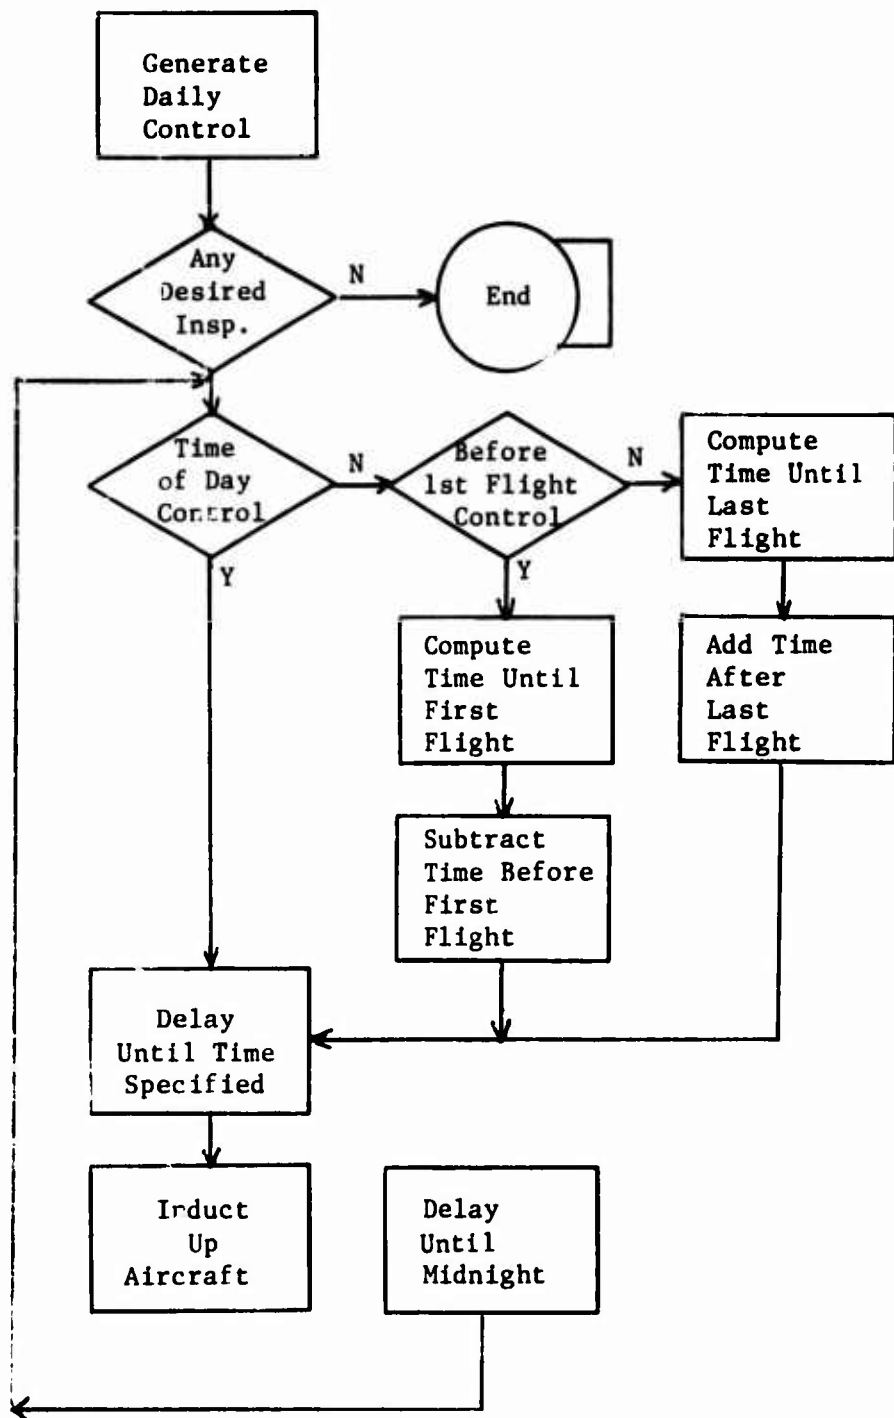 Generate
Daily
Control
Any
Desired
Insp.
N
End
Time
of Day
Control
N
Y
Before
1st Flight
Control
N
Y
Compute
Time Until
Last
Flight
Compute
Time Until
First
Flight
Add Time
After
Last
Flight
Subtract
Time Before
First
Flight
Delay
Until Time
Specified
Induct
Up
Aircraft
Delay
Until
Midnight